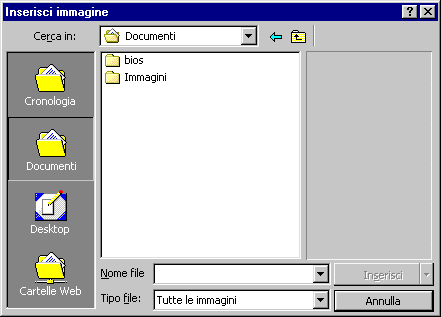 Inserisci immagine
Cerca in: Documenti
Cronologia
Documenti
Desktop
Cartelle Web
bios
Immagini
Nome file
Inserisci
Tipo file: Tutte le immagini
Annulla